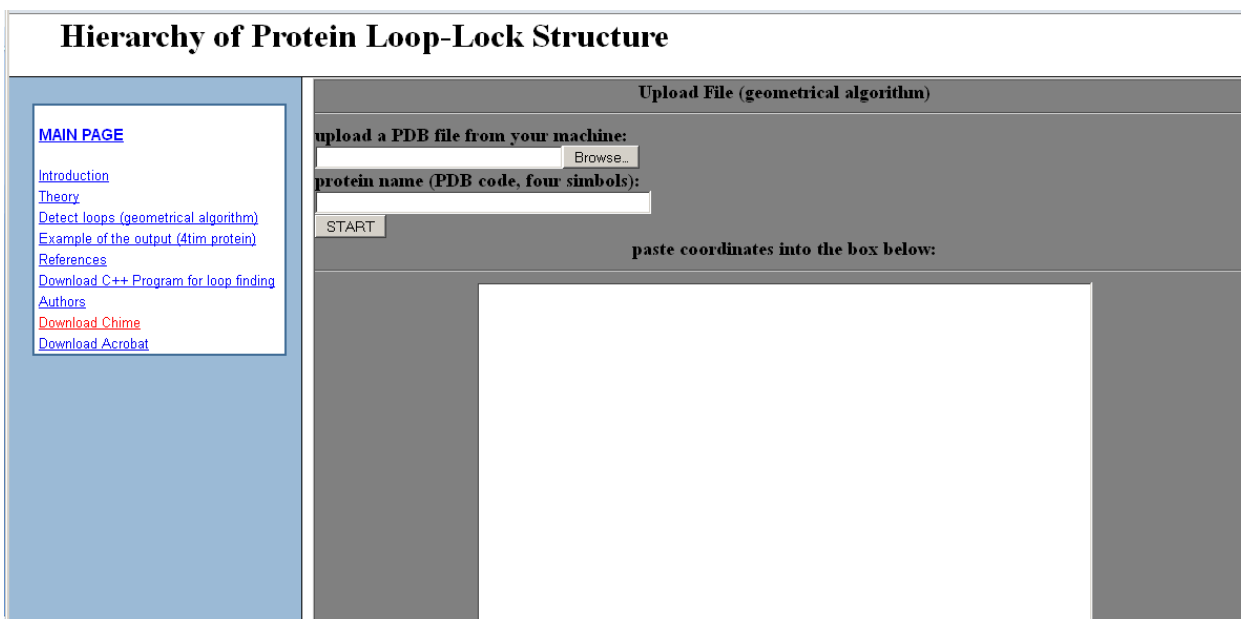 Hierarchy of Protein Loop-Lock Structure
MAIN PAGE
Introduction
Theory
Detect loops (geometrical algorithm)
Example of the output (4tim protein)
References
Download C++ Program for loop finding
Authors
Download Chime
Download Acrobat
Upload File (geometrical algorithm)
upload a PDB file from your machine:
Browse...
protein name (PDB code, four simbols):
START
paste coordinates into the box below: